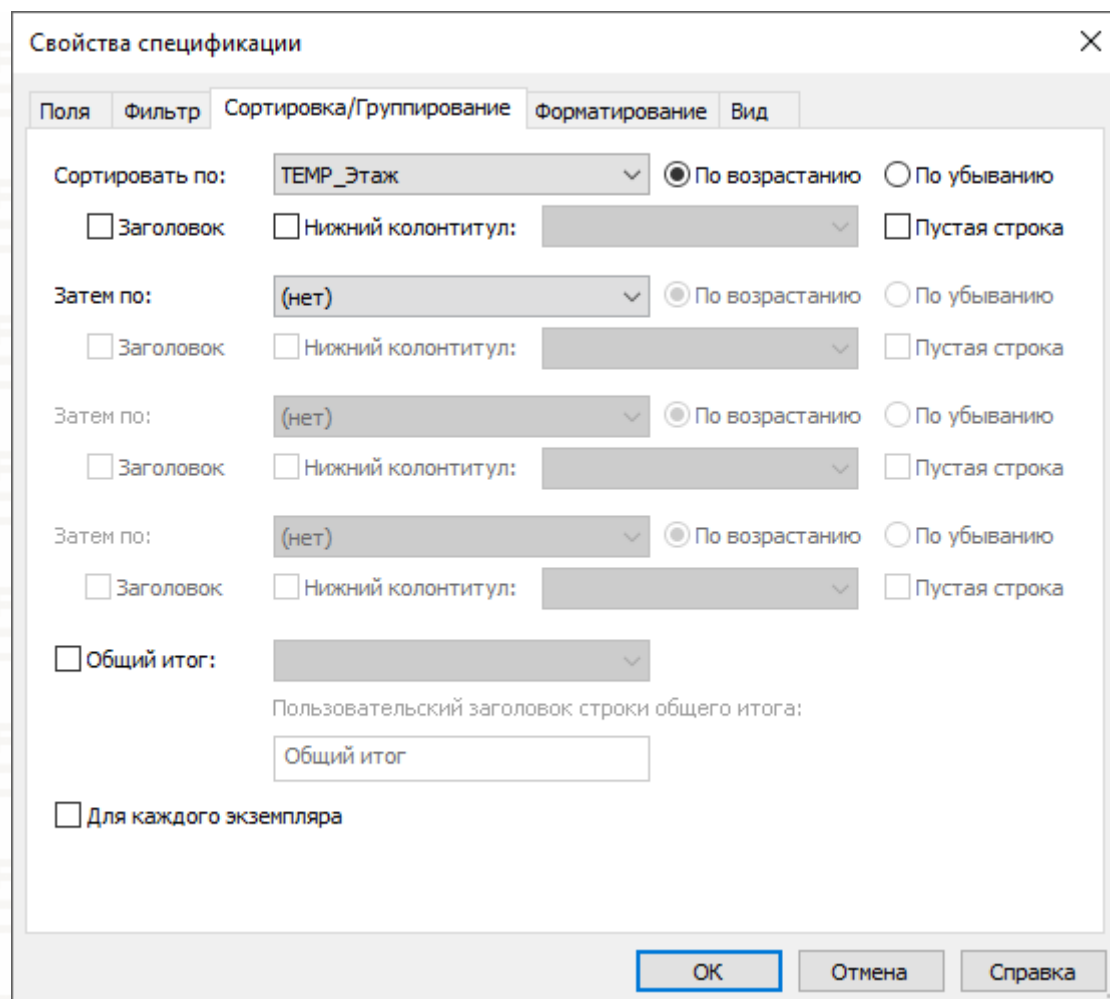 Свойства спецификации
Поля Фильтр Сортировка/Группирование Форматирование Вид
Сортировать по: TEMP_Этаж По возрастанию По убыванию
Заголовок Нижний колонтитул: Пустая строка
Затем по: (нет) По возрастанию По убыванию
Заголовок Нижний колонтитул: Пустая строка
Затем по: (нет) По возрастанию По убыванию
Заголовок Нижний колонтитул: Пустая строка
Затем по: (нет) По возрастанию По убыванию
Заголовок Нижний колонтитул: Пустая строка
Общий итог:
Пользовательский заголовок строки общего итога:
Общий итог
Для каждого экземпляра
ОК Отмена Справка